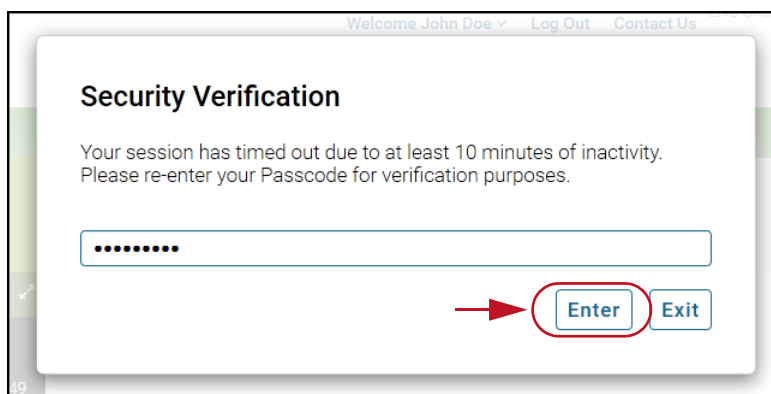 Welcome John Doe Log Out Contact Us
Security Verification
Your session has timed out due to at least 10 minutes of inactivity.
Please re-enter your Passcode for verification purposes.
•••••••••
Enter Exit
49